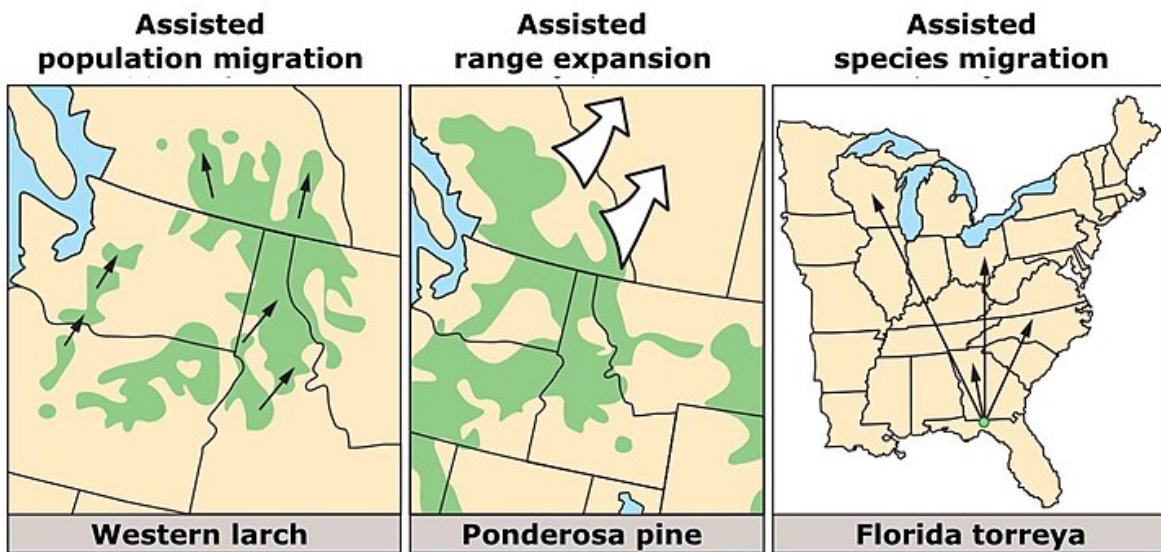 Assisted
population migration
Assisted
range expansion
Assisted
species migration
Western larch
Ponderosa pine
Florida torreya